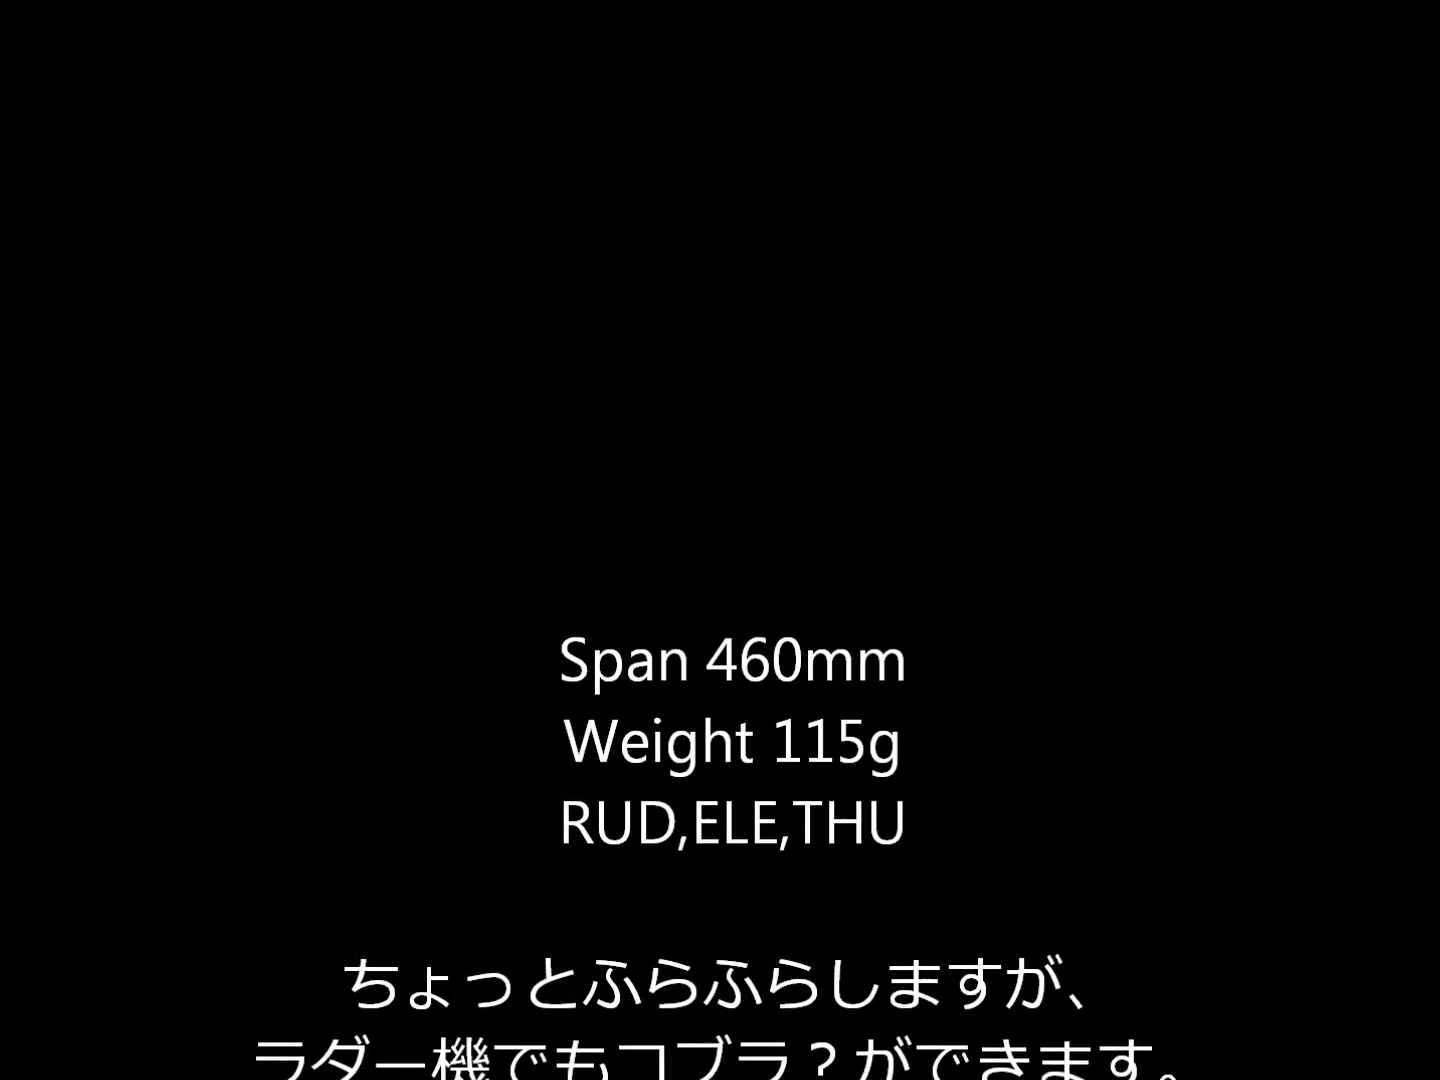 Span 460mm
Weight 115g
RUD,ELE,THU
ちょっとふらふらしますが、
ラダー機でもコブラ？ができます。